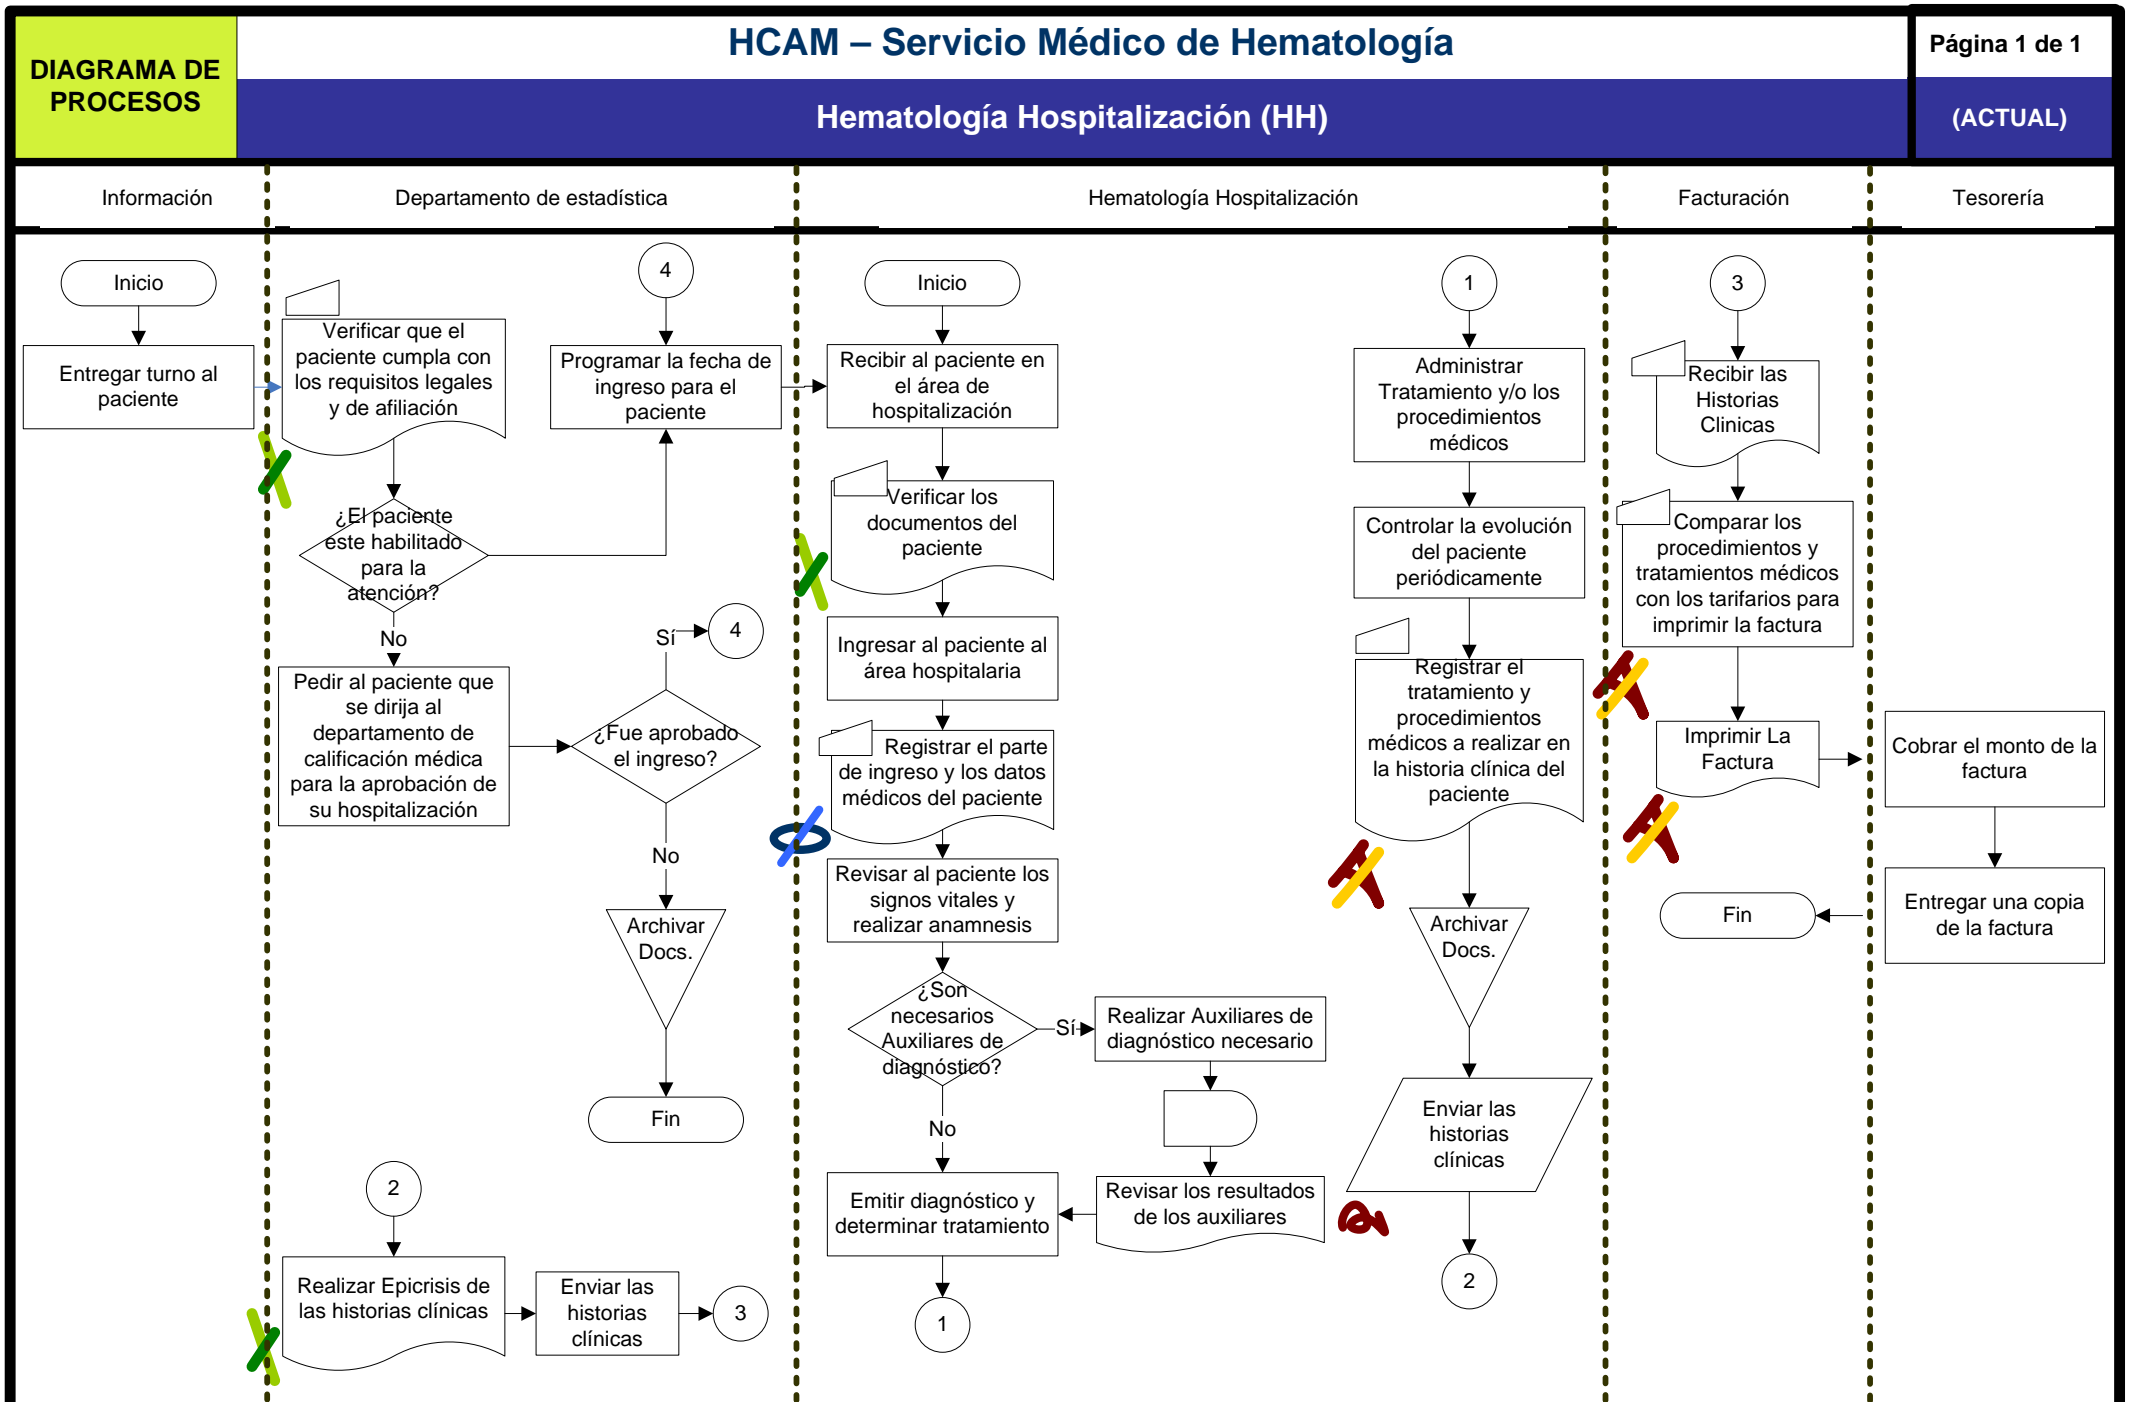 DIAGRAMA DE
PROCESOS
HCAM – Servicio Médico de Hematología
Hematología Hospitalización (HH)
Página 1 de 1
(ACTUAL)
Información
Departamento de estadística
Hematología Hospitalización
Facturación
Tesorería
Inicio
Entregar turno al
paciente
Verificar que el
paciente cumpla con
los requisitos legales
y de afiliación
¿El paciente
este habilitado
para la
atención?
No
Pedir al paciente que
se dirija al
departamento de
calificación médica
para la aprobación de
su hospitalización
4
Programar la fecha de
ingreso para el
paciente
Sí
4
¿Fue aprobado
el ingreso?
No
Archivar
Docs.
Fin
2
Realizar Epicrisis de
las historias clínicas
Enviar las
historias
clínicas
3
Inicio
Recibir al paciente en
el área de
hospitalización
Verificar los
documentos del
paciente
Ingresar al paciente al
área hospitalaria
Registrar el parte
de ingreso y los datos
médicos del paciente
Revisar al paciente los
signos vitales y
realizar anamnesis
¿Son
necesarios
Auxiliares de
diagnóstico?
Sí
Realizar Auxiliares de
diagnóstico necesario
No
Revisar los resultados
de los auxiliares
Emitir diagnóstico y
determinar tratamiento
1
1
Administrar
Tratamiento y/o los
procedimientos
médicos
Controlar la evolución
del paciente
periódicamente
Registrar el
tratamiento y
procedimientos
médicos a realizar en
la historia clínica del
paciente
Archivar
Docs.
Enviar las
historias
clínicas
2
3
Recibir las
Historias
Clinicas
Comparar los
procedimientos y
tratamientos médicos
con los tarifarios para
imprimir la factura
Imprimir La
Factura
Fin
Cobrar el monto de la
factura
Entregar una copia
de la factura